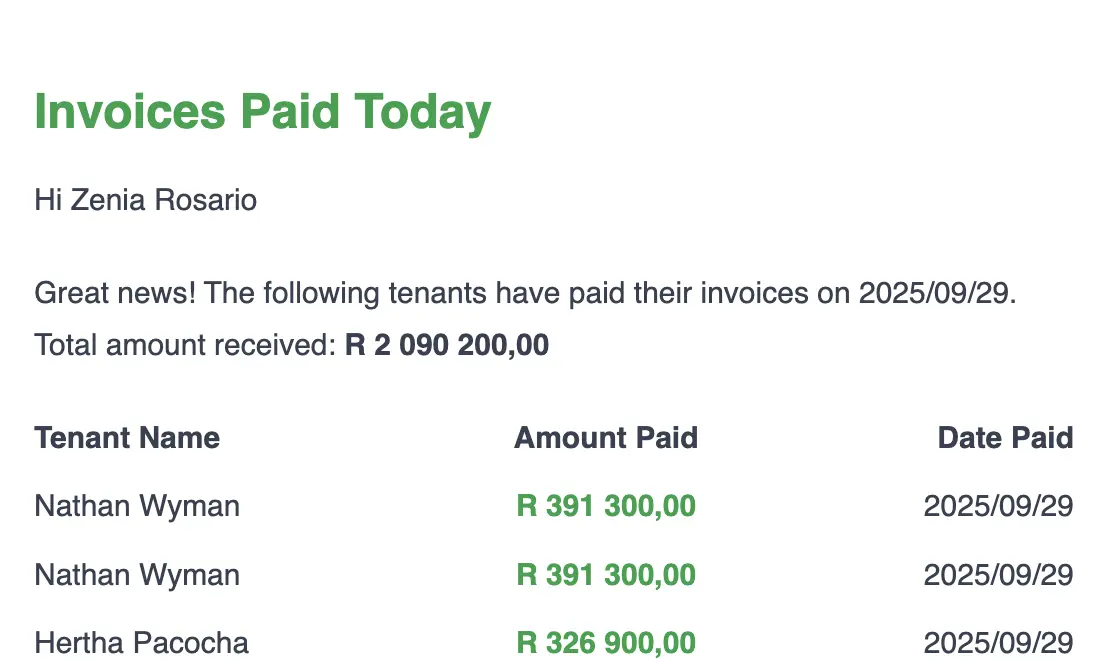 Invoices Paid Today
Hi Zenia Rosario
Great news! The following tenants have paid their invoices on 2025/09/29.
Total amount received: R 2 090 200,00
Tenant Name Amount Paid Date Paid
Nathan Wyman R 391 300,00 2025/09/29
Nathan Wyman R 391 300,00 2025/09/29
Hertha Pacocha R 326 900,00 2025/09/29